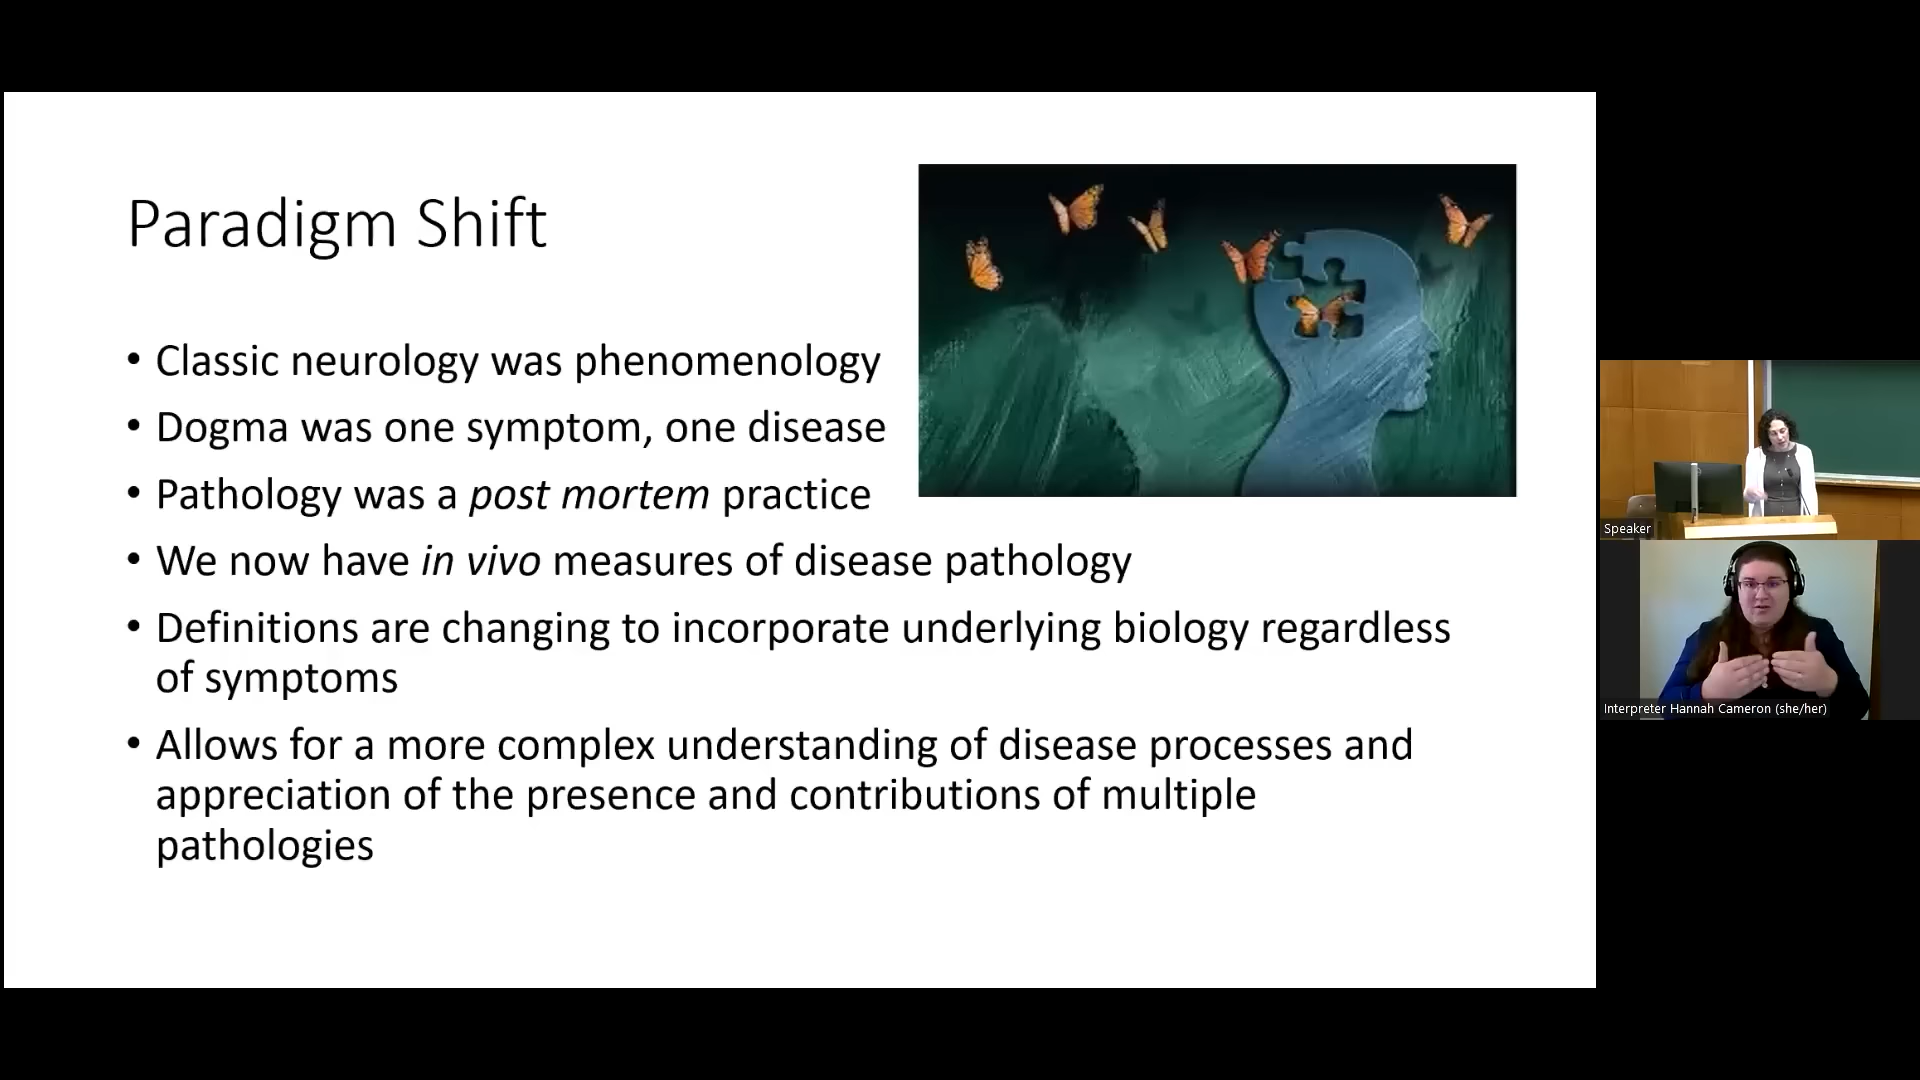 Paradigm Shift
• Classic neurology was phenomenology
• Dogma was one symptom, one disease
• Pathology was a post mortem practice
• We now have in vivo measures of disease pathology
• Definitions are changing to incorporate underlying biology regardless
of symptoms
• Allows for a more complex understanding of disease processes and
appreciation of the presence and contributions of multiple
pathologies
Speaker
Interpreter Hannah Cameron (she/her)